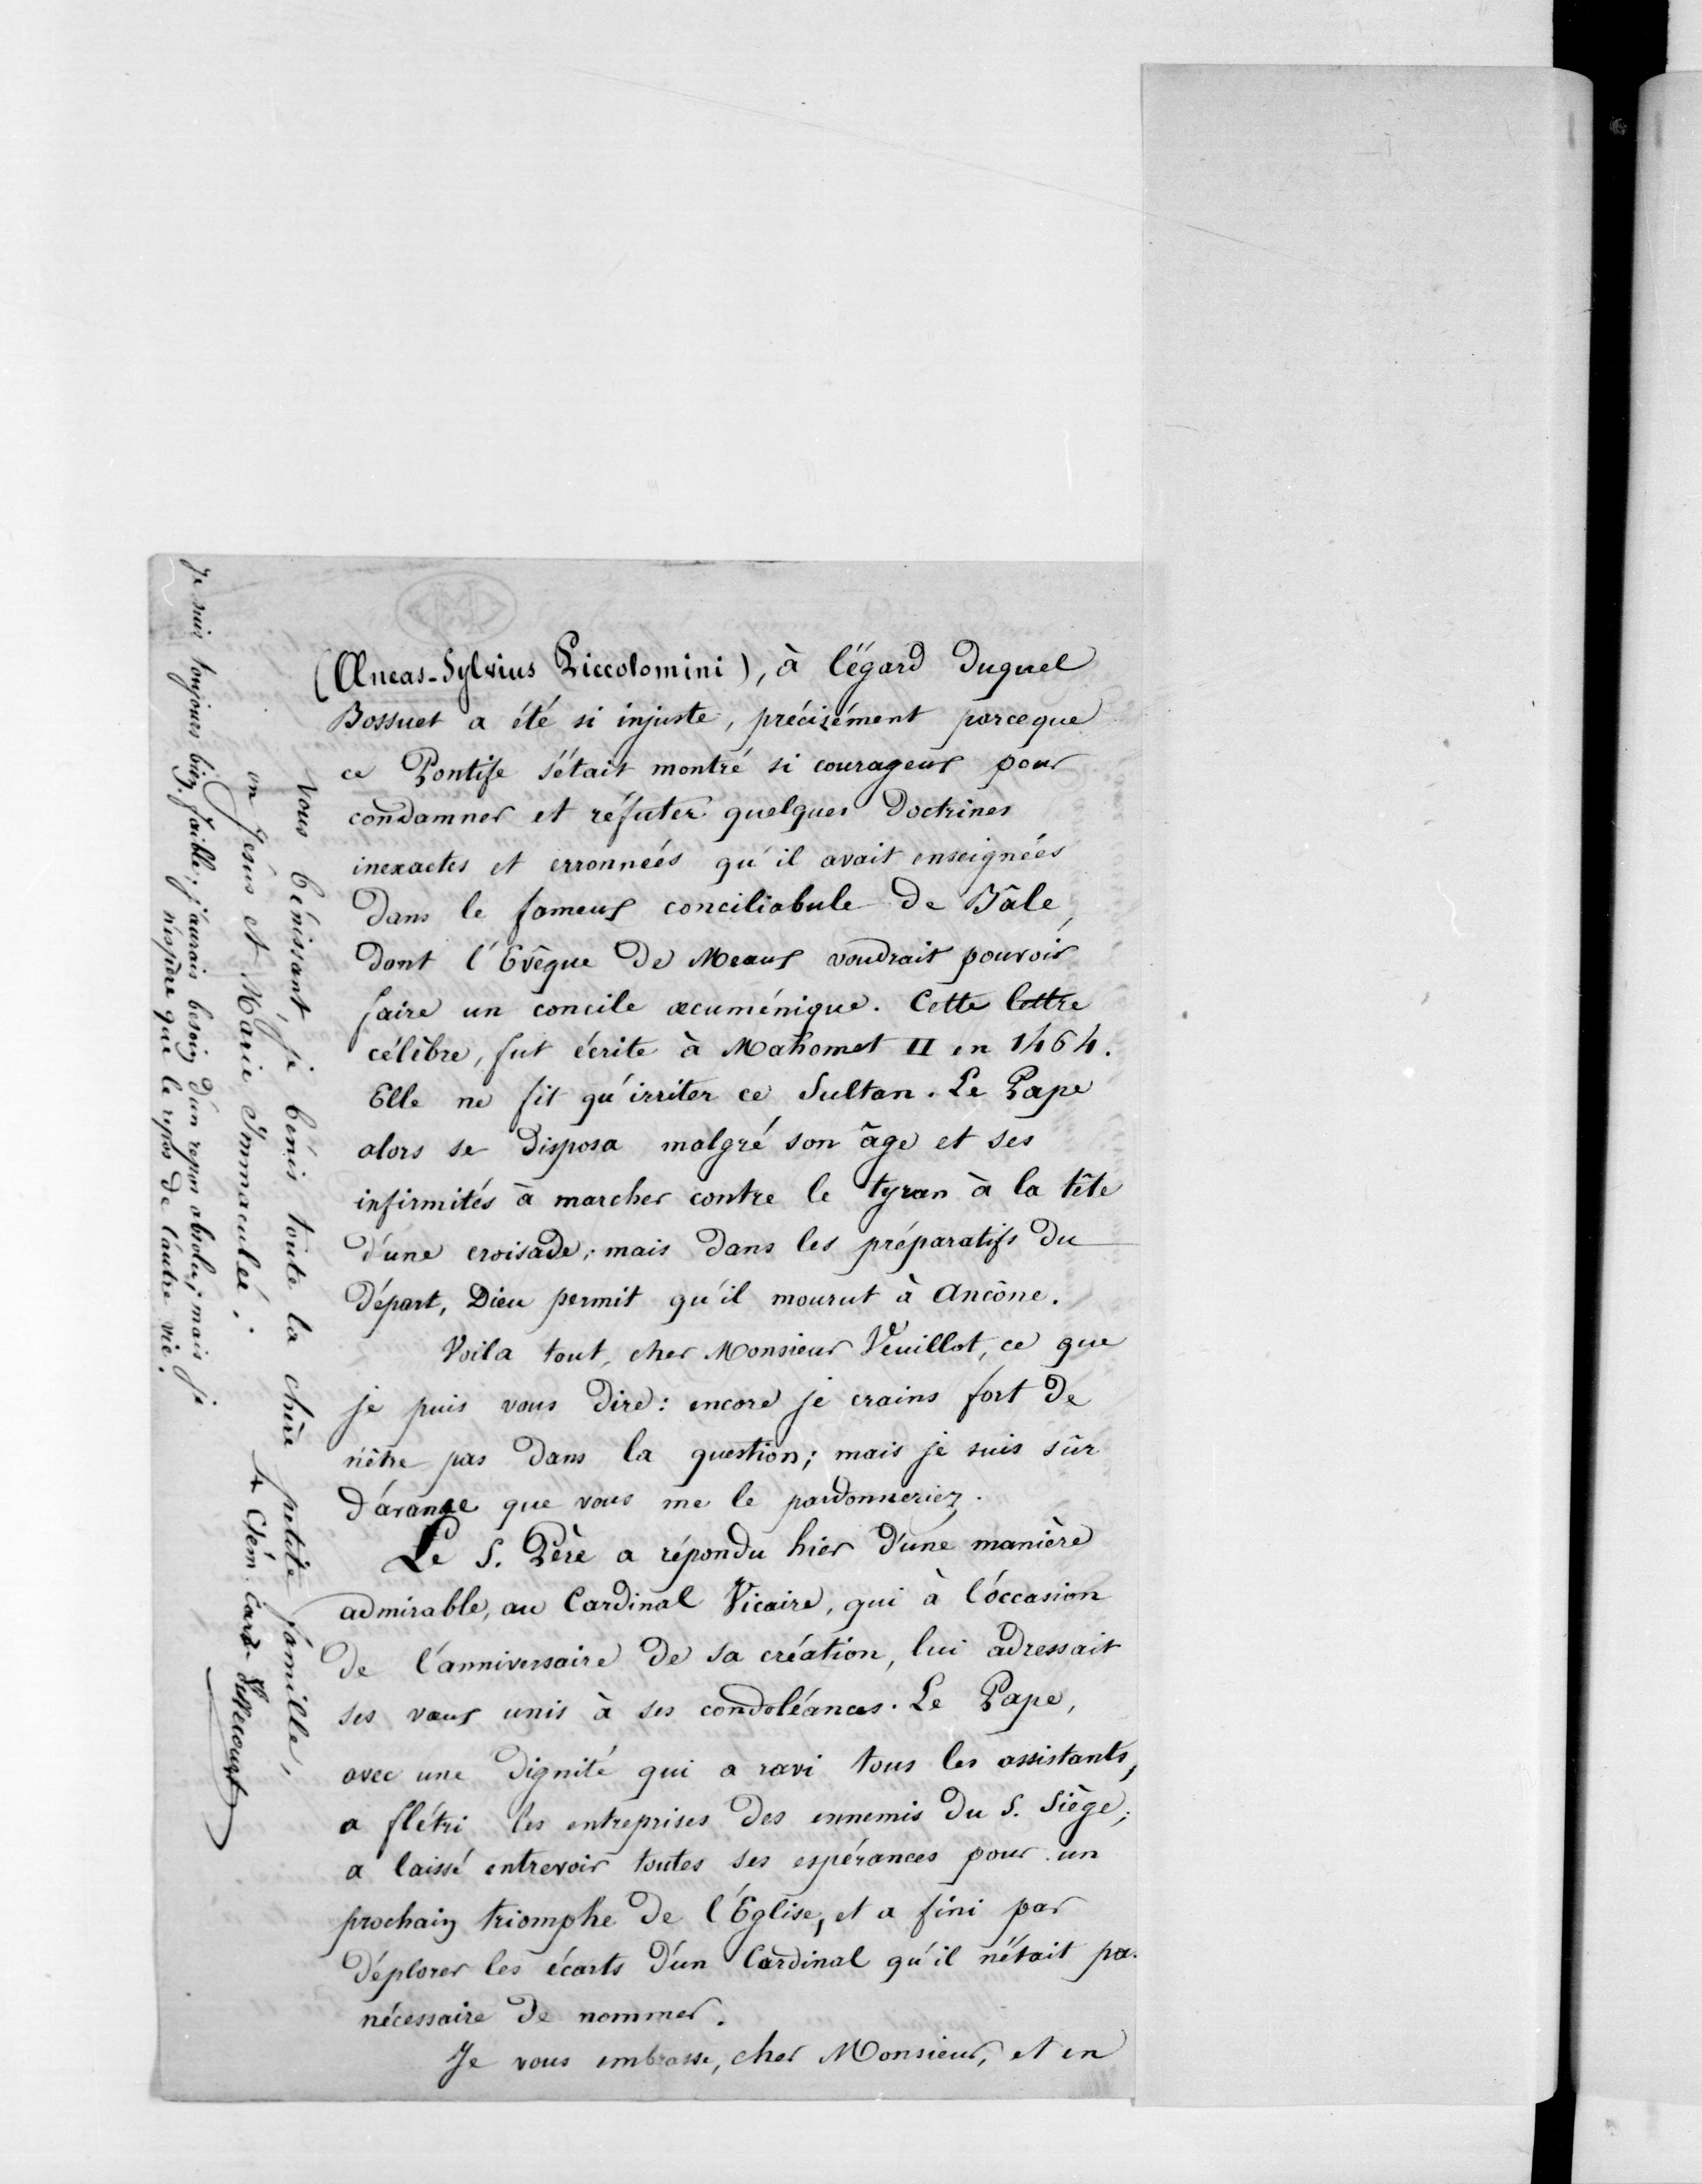 (Æneas-Sylvius Piccolomini), à l'égard duquel
Bossuet a été si injuste, précisément parceque
ce Pontife s'était montré si courageux pour
condamner et réfuter quelques doctrines
inexactes et erronnées qu'il avait enseignées
dans le fameux conciliabule de Bâle,
dont l'Evêque de Meaux voudrait pouvoir
faire un concile œcuménique. Cette lettre
célèbre, fut écrite à Mahomet II en 1464.
Elle ne fit qu'irriter ce Sultan. Le Pape
alors se disposa malgré son âge et ses
infirmités à marcher contre le tyran à la tête
d'une croisade; mais dans les préparatifs du
départ, Dieu permit qu'il mourut à Ancône.
Voila tout, cher Monsieur Veuillot, ce que
je puis vous dire: encore je crains fort de
n'être pas dans la question; mais je suis sûr
d'avance que vous me le pardonneriez.
Le S. Père a répondu hier d'une manière
admirable, au Cardinal Vicaire, qui à l'occasion
de l'anniversaire de sa création, lui adressait
ses vœux unis à ses condoléances. Le Pape,
avec une dignité qui a ravi tous les assistants,
a flétri les entreprises des ennemis du S. Siège;
a laissé entrevoir toutes ses espérances pour un
prochain triomphe de l'Eglise, et a fini par
déplorer les écarts d'un Cardinal qu'il n'était pa.
nécessaire de nommer.
Je vous embrasse, cher Monsieur, et en
vous bénissant, je bénis toute la chère petite famille,
en Jésus et Marie Immaculée.
+ Clém. card. Villecourt
Je suis toujours bien faible; j'aurais besoin d'un repos absolu; mais je
n'espère que le repos de l'autre vie.